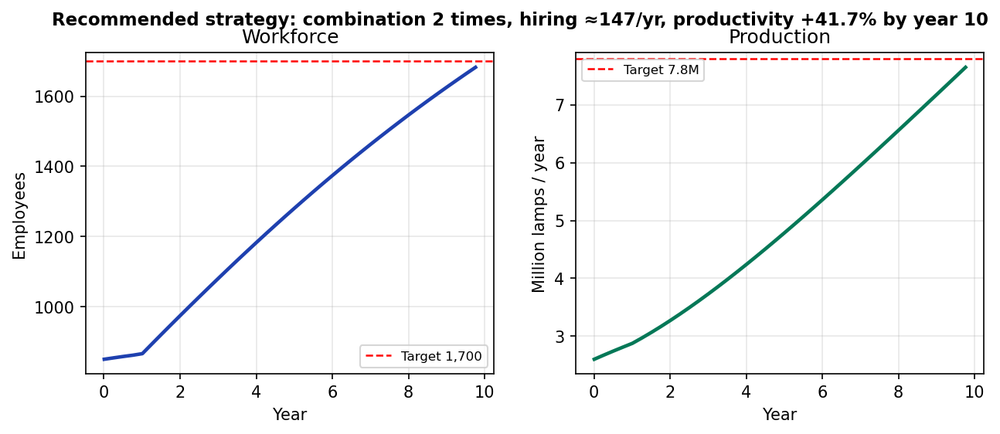 Recommended strategy: combination 2 times, hiring ≈147/yr, productivity +41.7% by year 10
Workforce
Employees
1600
1400
1200
1000
Target 1,700
0 2 4 6 8 10
Year
Production
Target 7.8M
Million lamps / year
7
6
5
4
3
0 2 4 6 8 10
Year